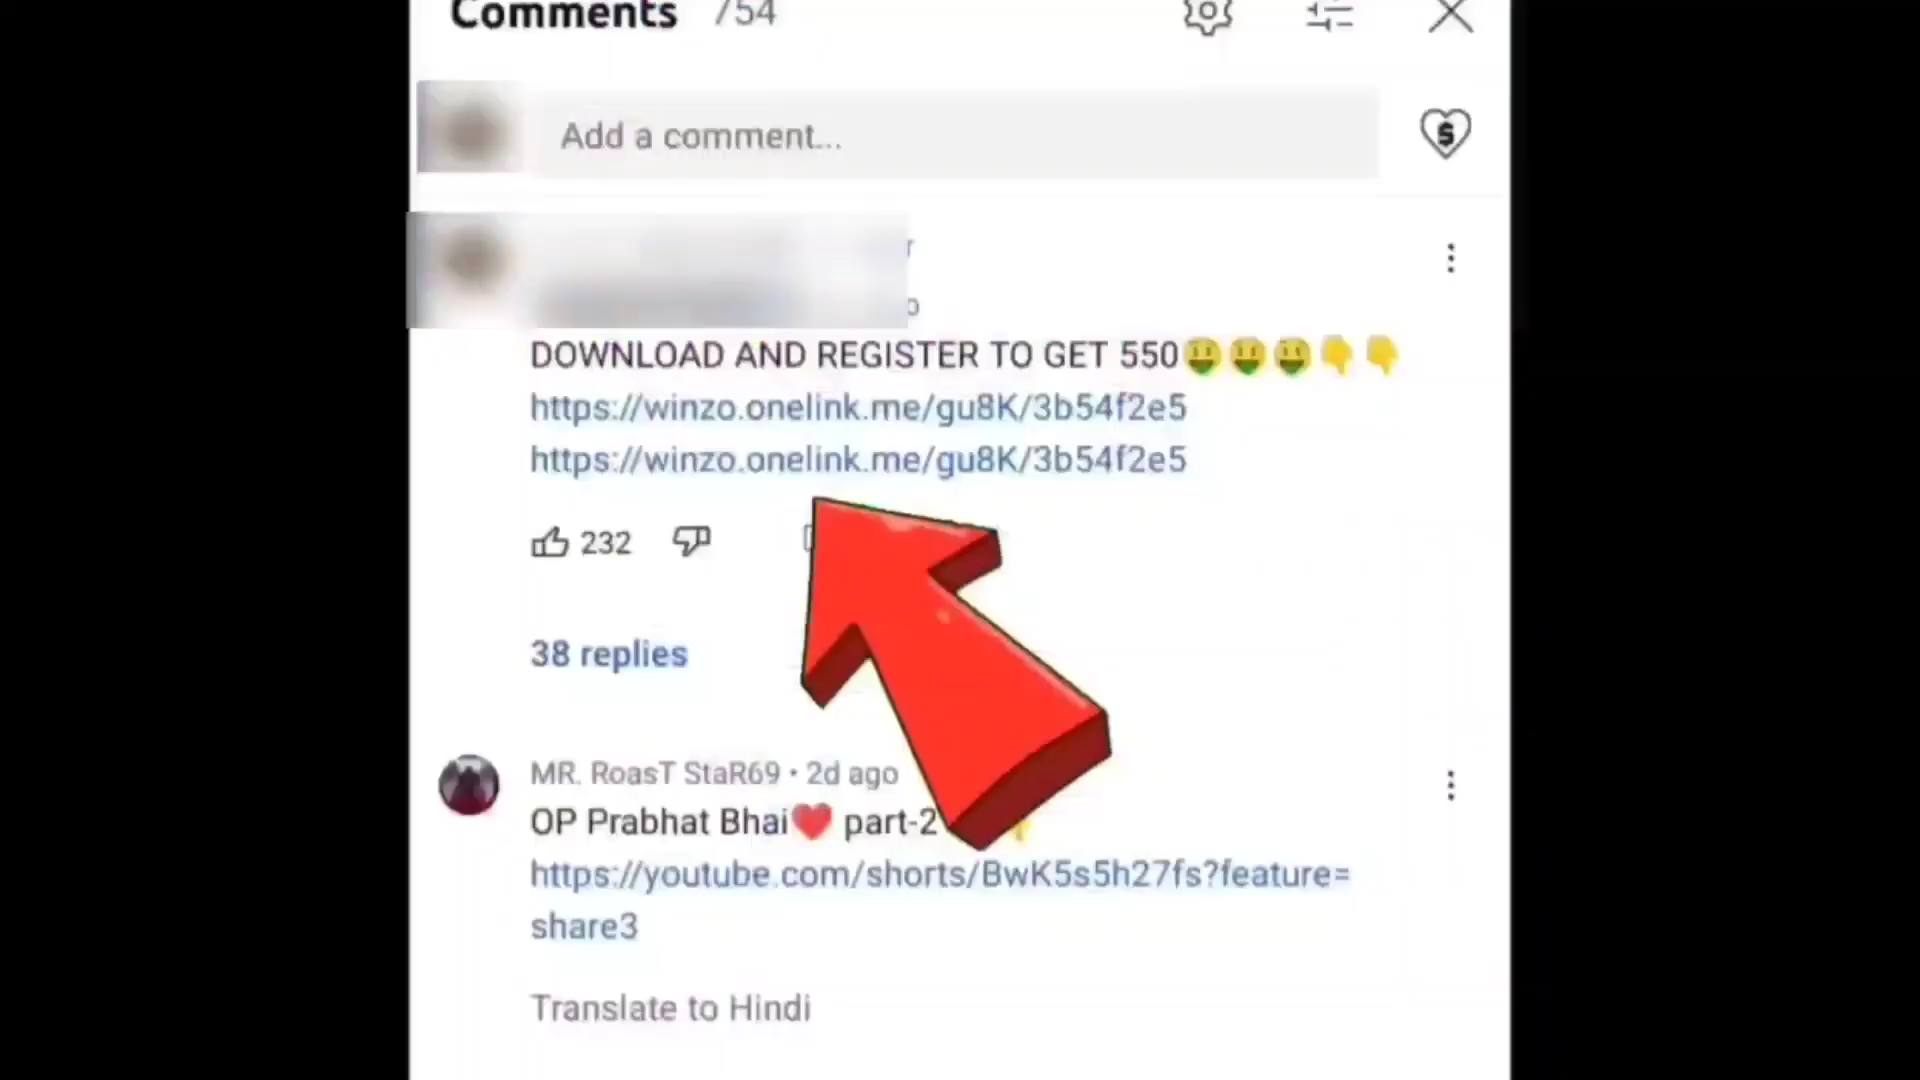 Comments 754
Add a comment...
DOWNLOAD AND REGISTER TO GET 550🤑🤑🤑👇👇
https://winzo.onelink.me/gu8K/3b54f2e5
https://winzo.onelink.me/gu8K/3b54f2e5
232
38 replies
MR. RoasT StaR69 • 2d ago
OP Prabhat Bhai❤️ part-2
https://youtube.com/shorts/BwK5s5h27fs?feature=
share3
Translate to Hindi